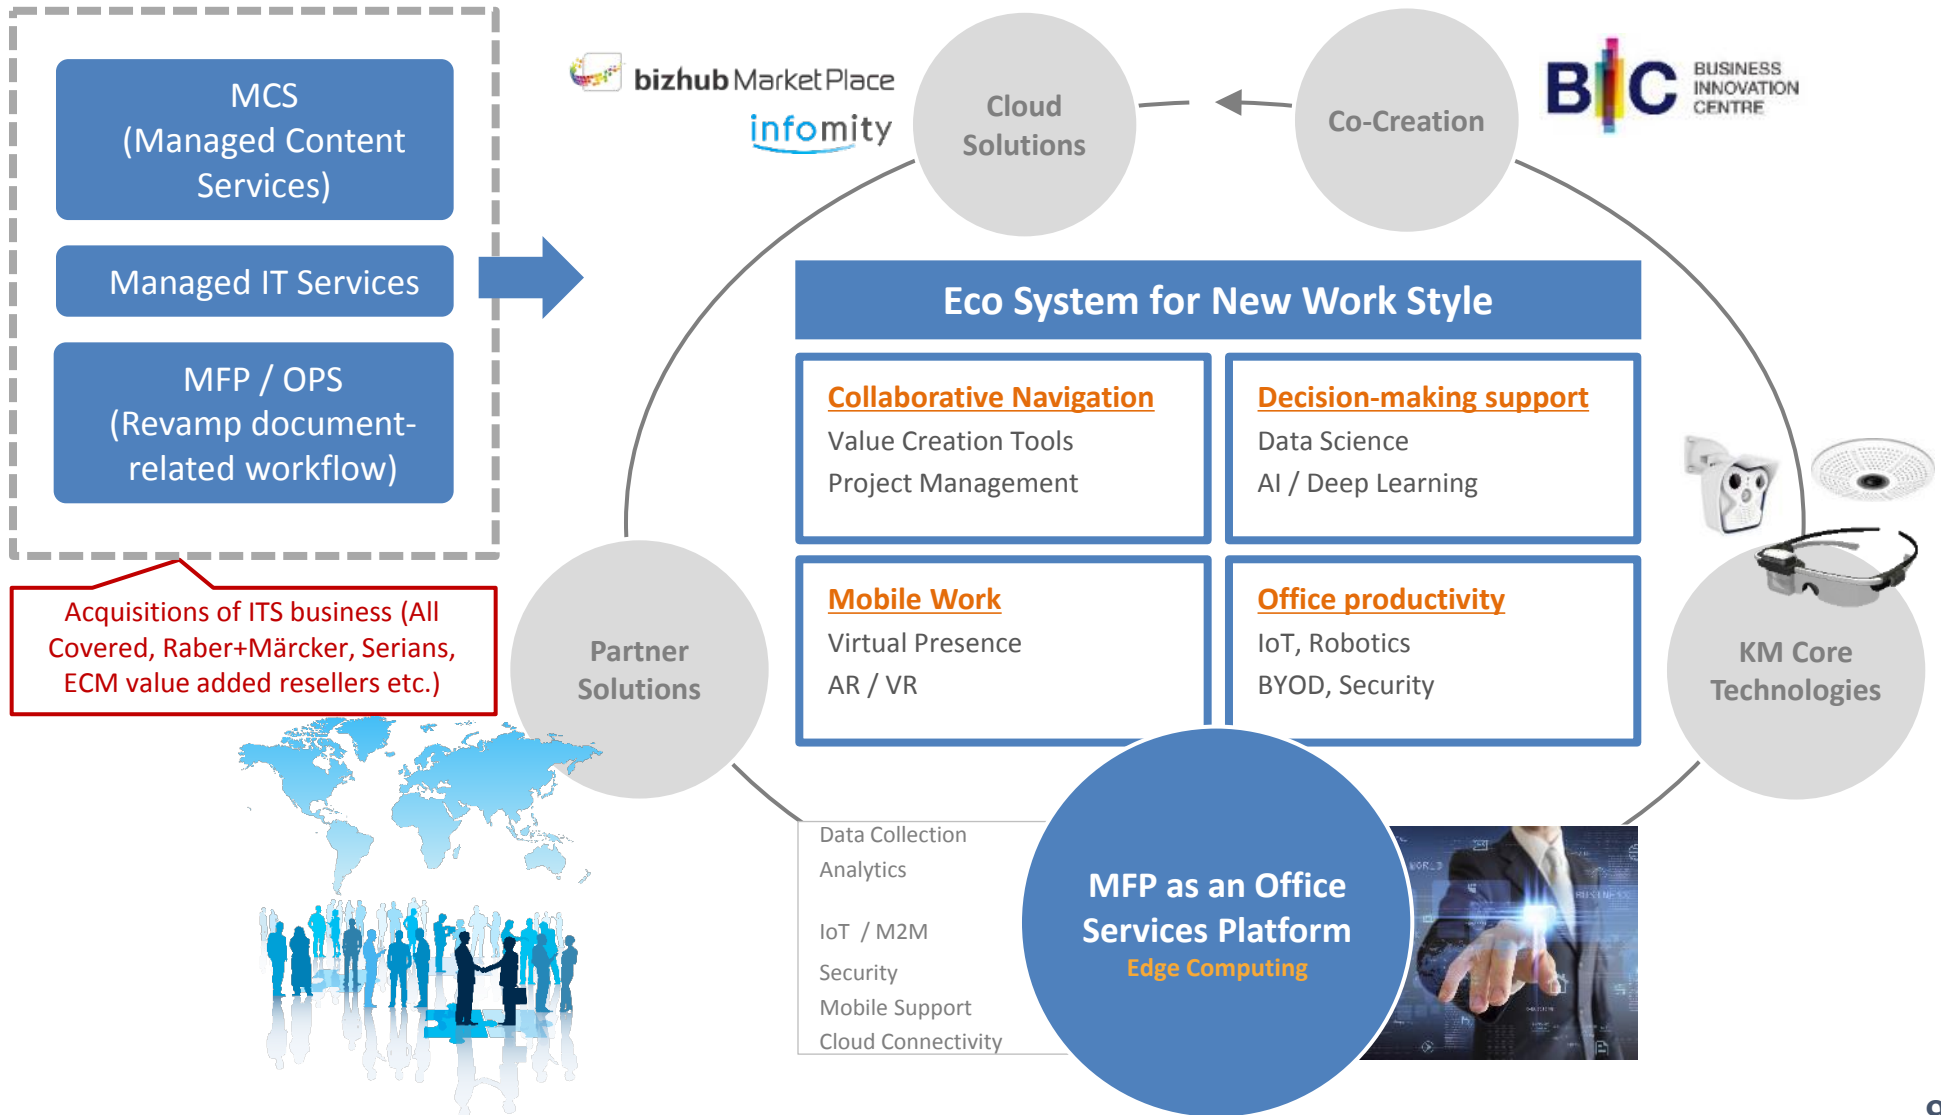 MCS
(Managed Content
Services)
Managed IT Services
MFP / OPS
(Revamp document-
related workflow)
Acquisitions of ITS business (All
Covered, Raber+Märcker, Serians,
ECM value added resellers etc.)
bizhub MarketPlace
infomity
Cloud
Solutions
Co-Creation
BIC
BUSINESS
INNOVATION
CENTRE
Eco System for New Work Style
Collaborative Navigation
Value Creation Tools
Project Management
Decision-making support
Data Science
AI / Deep Learning
Mobile Work
Virtual Presence
AR / VR
Office productivity
IoT, Robotics
BYOD, Security
Partner
Solutions
KM Core
Technologies
Data Collection
Analytics
IoT / M2M
Security
Mobile Support
Cloud Connectivity
MFP as an Office
Services Platform
Edge Computing
WORLD
BUSINESS